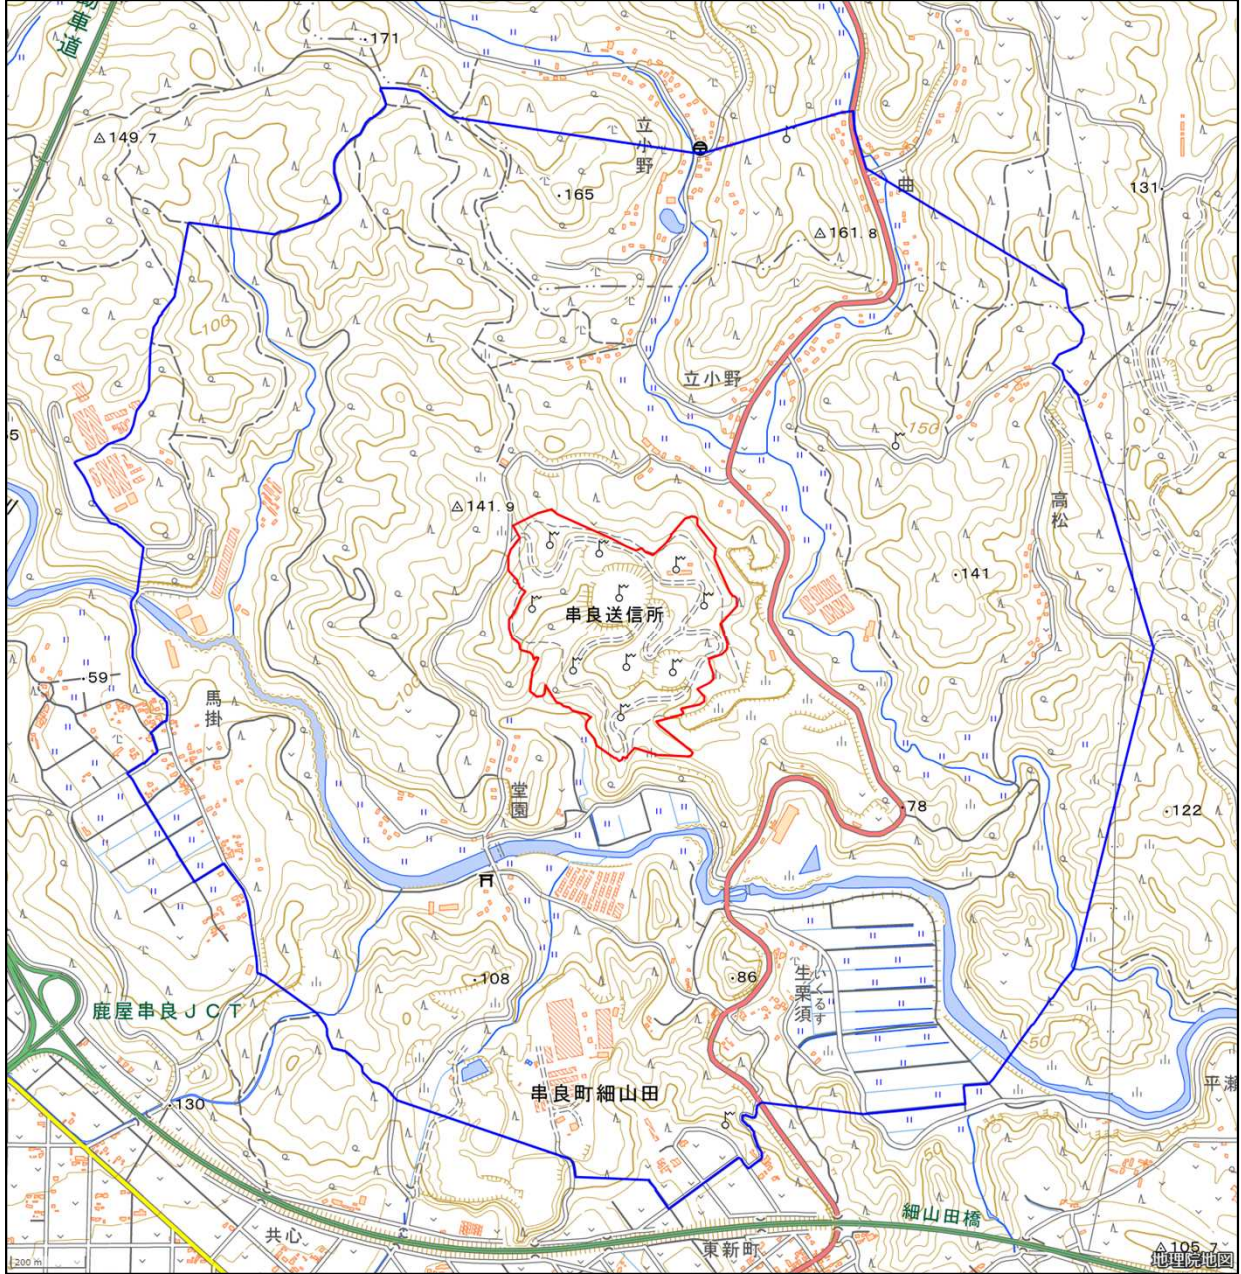 動車道
171
149.7
立小野
165
161.8
曲
131
100
立小野
150
5
141.9
高松
141
串良送信所
59
馬掛
100
堂園
78
122
86
108
生栗須
いくるす
鹿屋串良JCT
50
平瀬
130
串良町細山田
50
細山田橋
共心
東新町
105.7
200 m
地理院地図